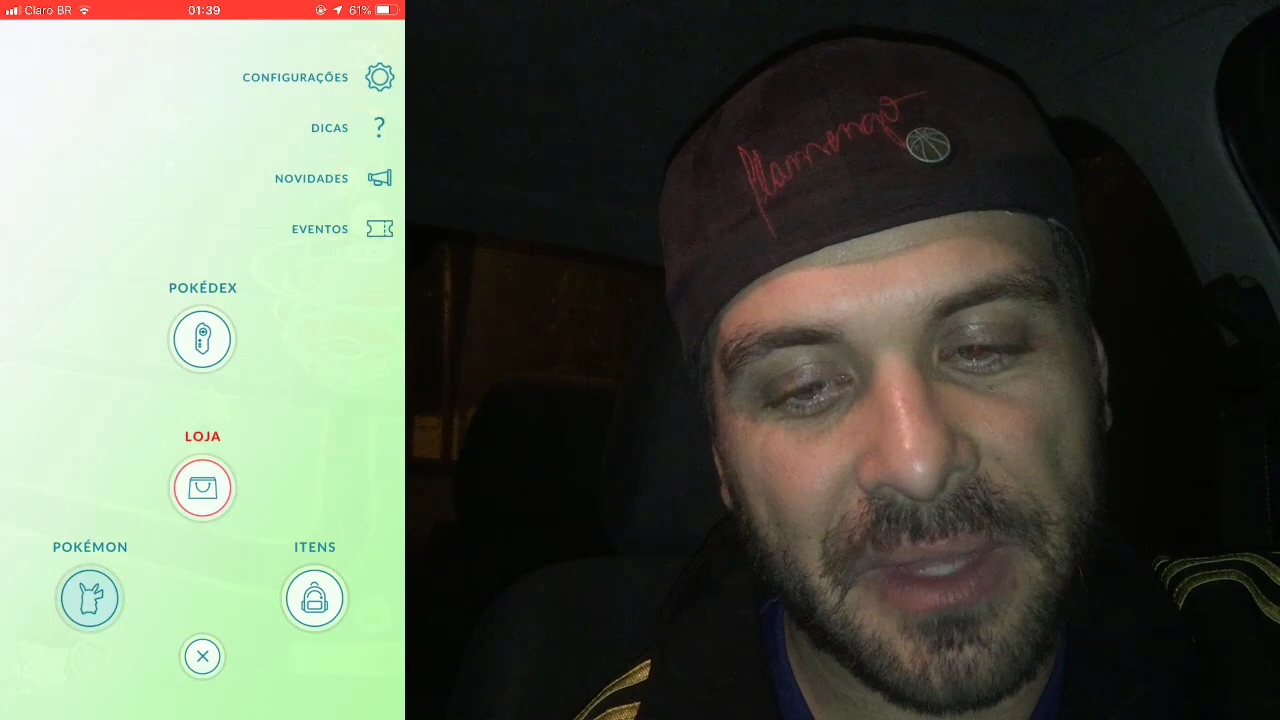 Claro BR 01:39 61%
CONFIGURAÇÕES
DICAS
?
NOVIDADES
EVENTOS
POKÉDEX
LOJA
POKÉMON
ITENS
flamengo